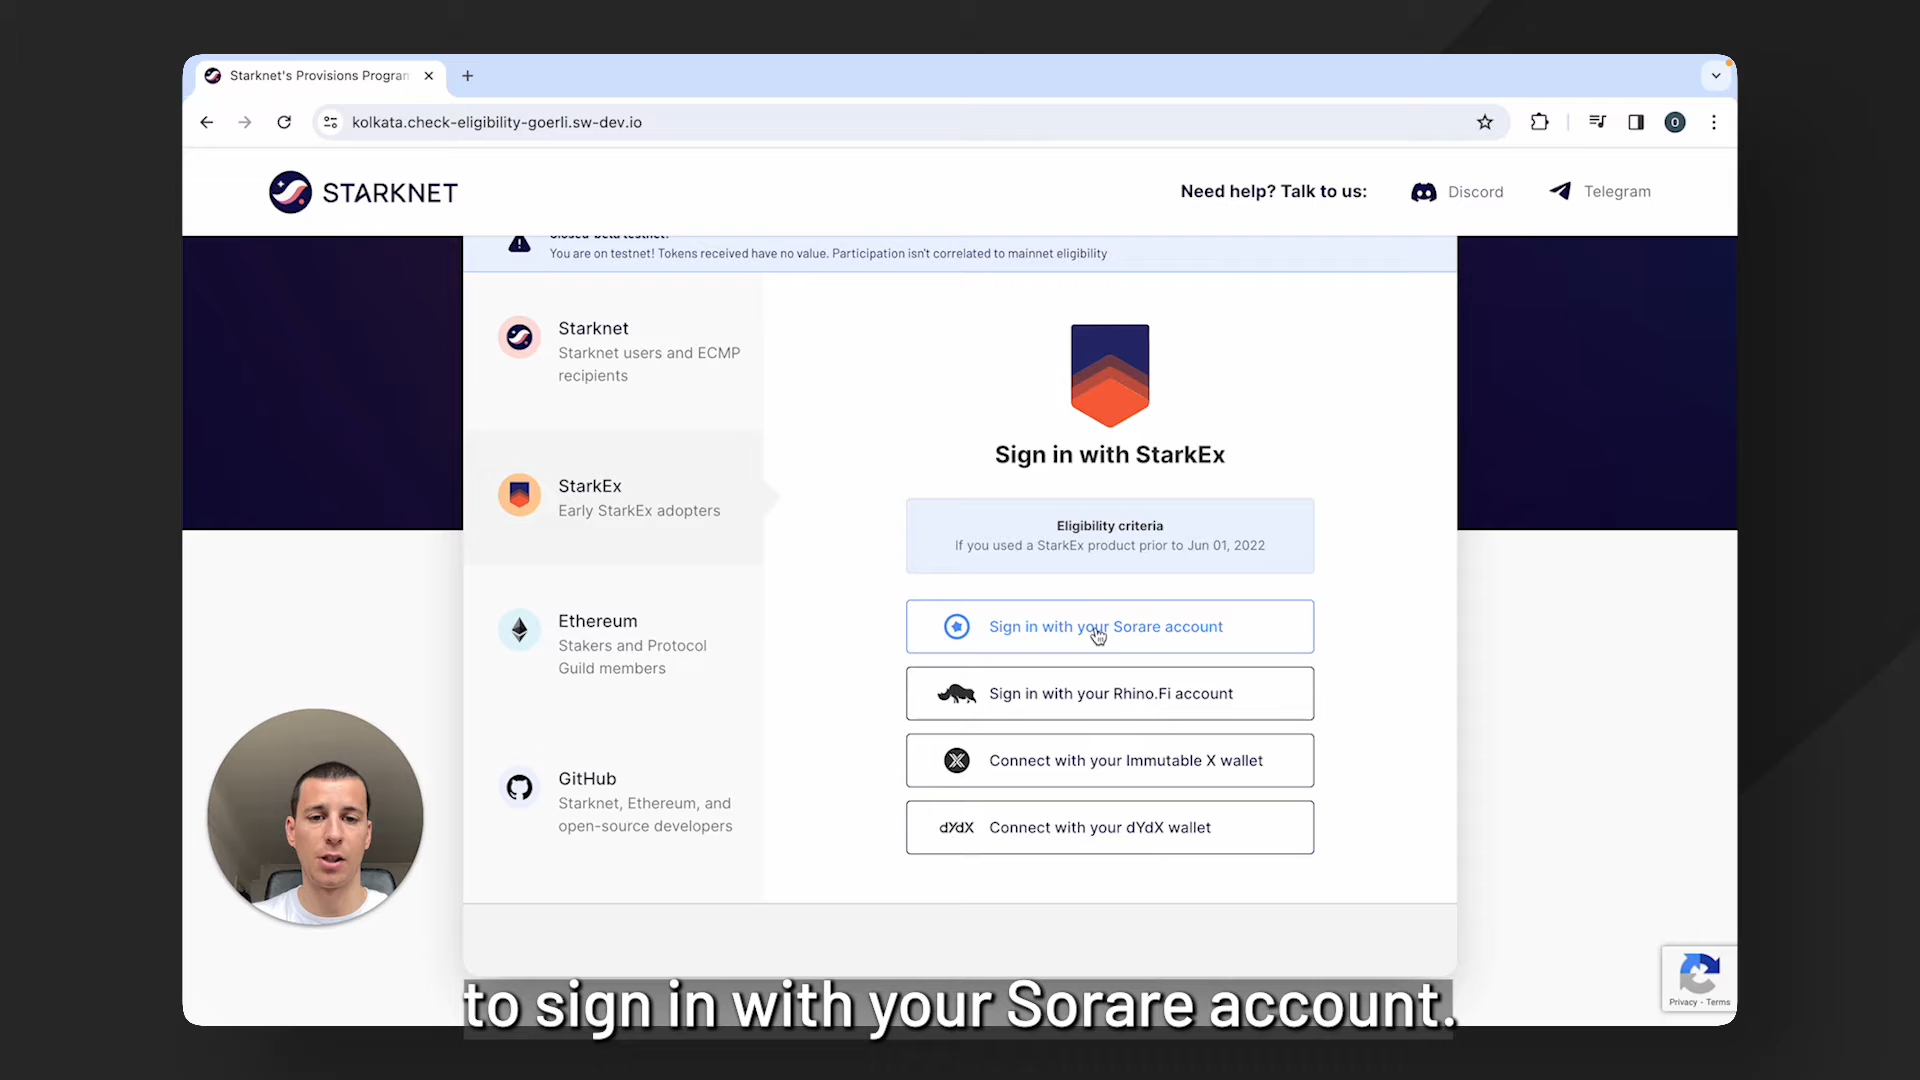 Starknet's Provisions Program
kolkata.check-eligibility-goerli.sw-dev.io
O
STARKNET
Need help? Talk to us:
Discord
Telegram
Closed-beta testnet!
You are on testnet! Tokens received have no value. Participation isn't correlated to mainnet eligibility
Starknet
Starknet users and ECMP
recipients
StarkEx
Early StarkEx adopters
Ethereum
Stakers and Protocol
Guild members
GitHub
Starknet, Ethereum, and
open-source developers
Sign in with StarkEx
Eligibility criteria
If you used a StarkEx product prior to Jun 01, 2022
Sign in with your Sorare account
Sign in with your Rhino.Fi account
Connect with your Immutable X wallet
dYdX Connect with your dYdX wallet
Privacy - Terms
to sign in with your Sorare account.